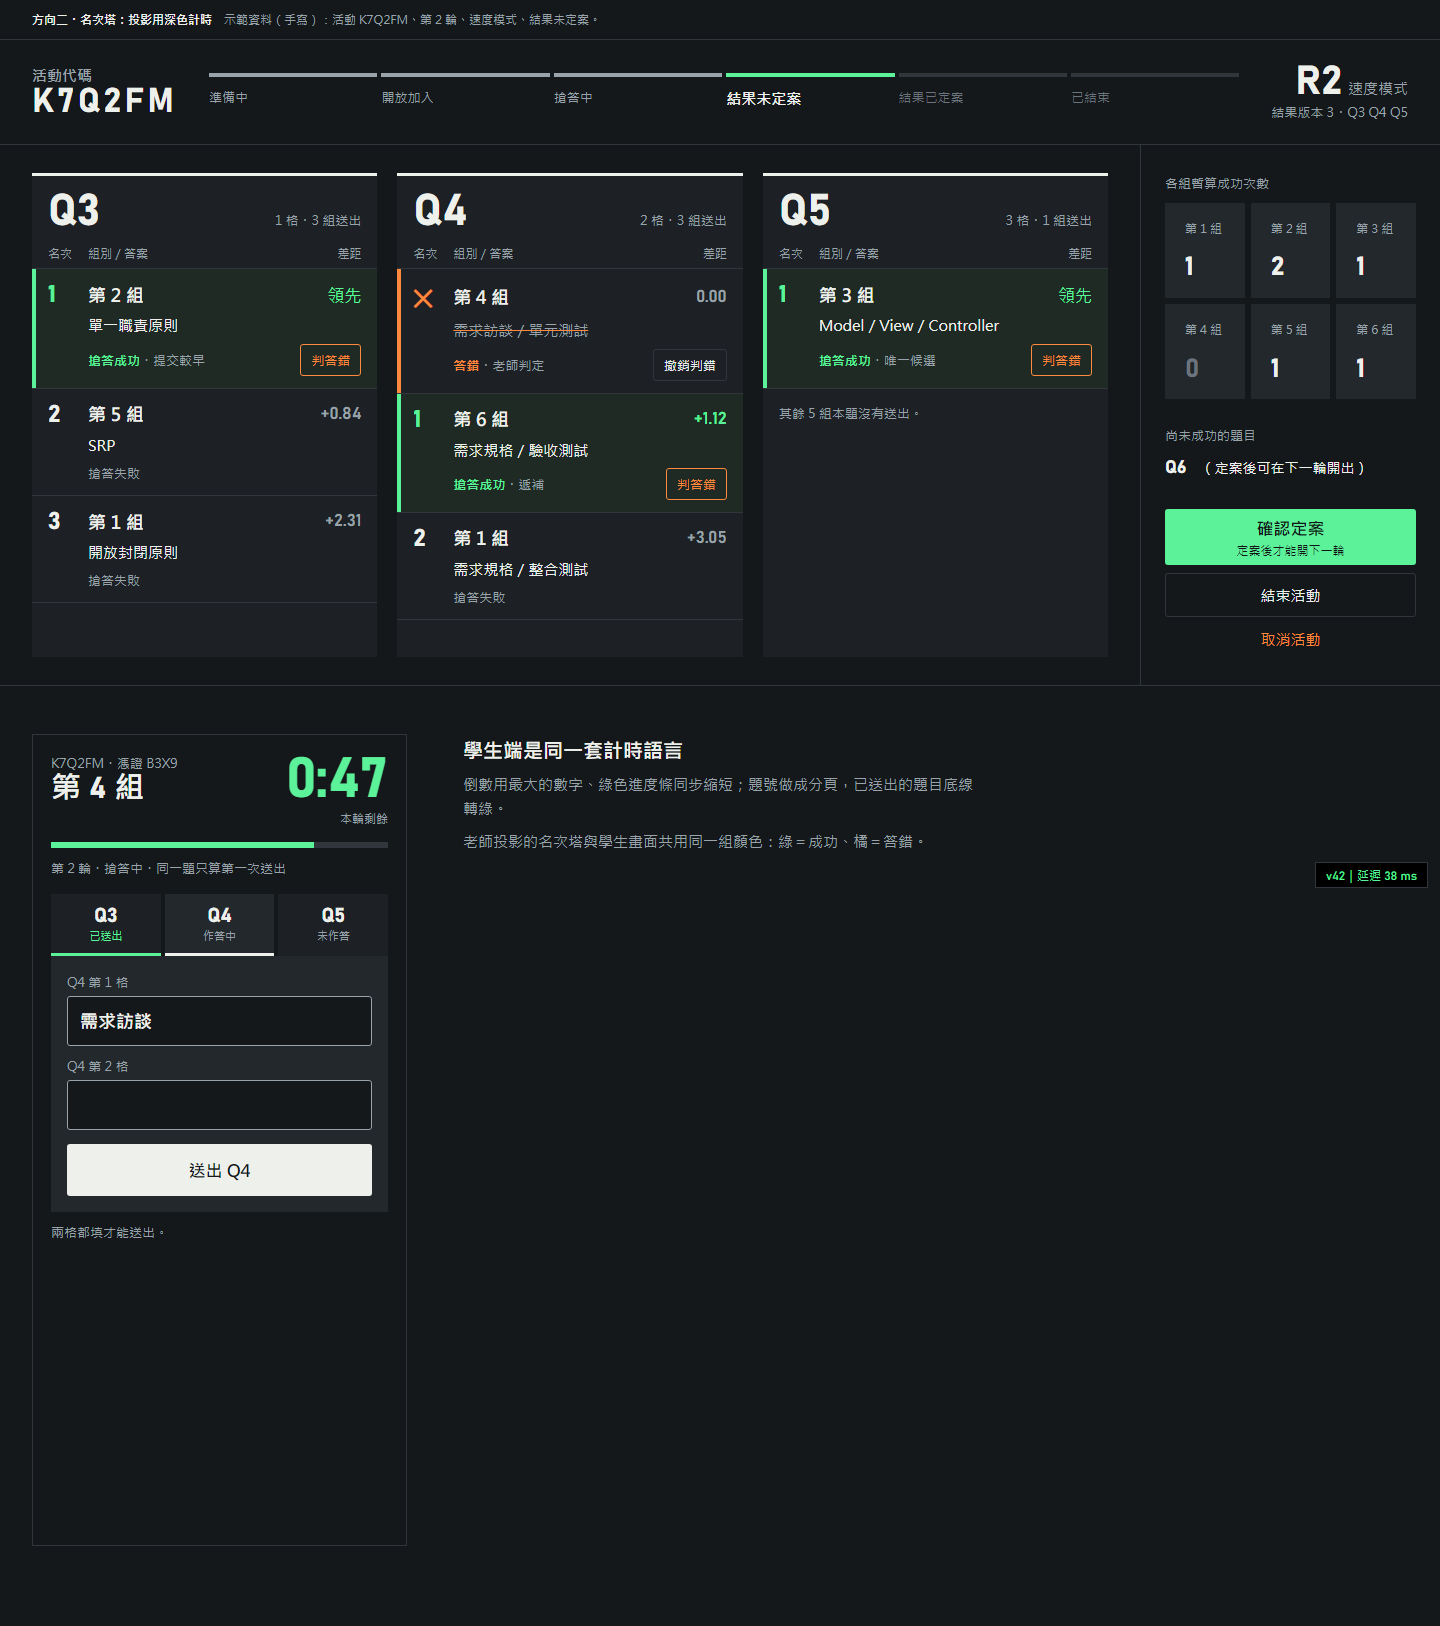 方向二・名次塔：投影用深色計時 示範資料（手寫）：活動 K7Q2FM、第 2 輪、速度模式、結果未定案。
活動代碼
K7Q2FM
準備中
開放加入
搶答中
結果未定案
結果已定案
已結束
R2 速度模式
結果版本 3・Q3 Q4 Q5
Q3
1 格・3 組送出
名次 組別 / 答案 差距
1 第 2 組 領先
單一職責原則
搶答成功・提交較早 判答錯
2 第 5 組 +0.84
SRP
搶答失敗
3 第 1 組 +2.31
開放封閉原則
搶答失敗
Q4
2 格・3 組送出
名次 組別 / 答案 差距
✕ 第 4 組 0.00
需求訪談 / 單元測試
答錯・老師判定 撤銷判錯
1 第 6 組 +1.12
需求規格 / 驗收測試
搶答成功・遞補 判答錯
2 第 1 組 +3.05
需求規格 / 整合測試
搶答失敗
Q5
3 格・1 組送出
名次 組別 / 答案 差距
1 第 3 組 領先
Model / View / Controller
搶答成功・唯一候選 判答錯
其餘 5 組本題沒有送出。
各組暫算成功次數
第 1 組 第 2 組 第 3 組
1 2 1
第 4 組 第 5 組 第 6 組
0 1 1
尚未成功的題目
Q6 （定案後可在下一輪開出）
確認定案
定案後才能開下一輪
結束活動
取消活動
K7Q2FM・憑證 B3X9
第 4 組
0:47
本輪剩餘
第 2 輪・搶答中・同一題只算第一次送出
Q3 Q4 Q5
已送出 作答中 未作答
Q4 第 1 格
需求訪談
Q4 第 2 格
送出 Q4
兩格都填才能送出。
學生端是同一套計時語言
倒數用最大的數字、綠色進度條同步縮短；題號做成分頁，已送出的題目底線
轉綠。
老師投影的名次塔與學生畫面共用同一組顏色：綠＝成功、橘＝答錯。
v42 | 延遲 38 ms